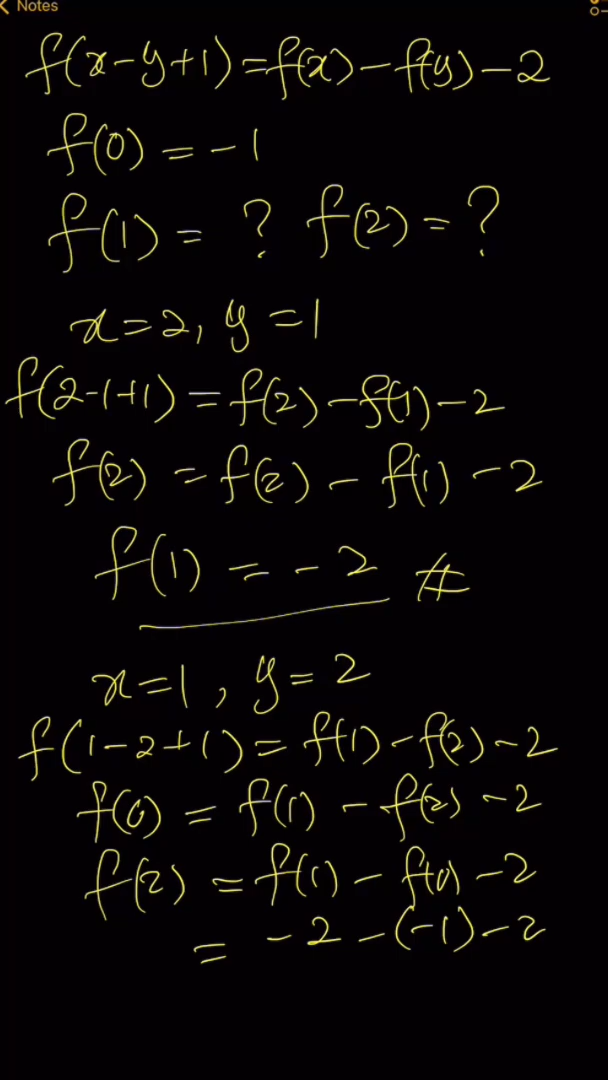 Notes
f(x-y+1)=f(x)-f(y)-2
f(0)=-1
f(1)=? f(2)=?
x=2, y=1
f(2-1+1)=f(2)-f(1)-2
f(2)=f(2)-f(1)-2
f(1)=-2 #
x=1, y=2
f(1-2+1)=f(1)-f(2)-2
f(0)=f(1)-f(2)-2
f(2)=f(1)-f(0)-2
=-2-(-1)-2